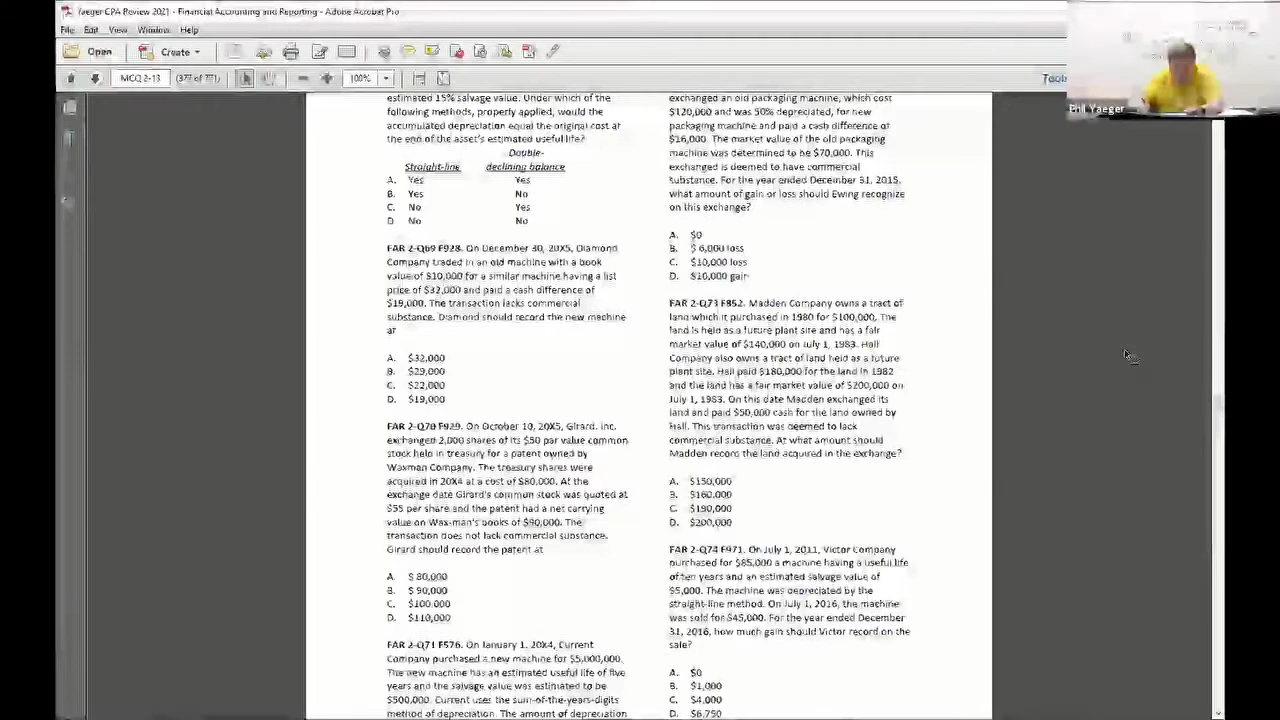 Yaeger CPA Review 2021 - Financial Accounting and Reporting - Adobe Acrobat Pro
File Edit View Window Help
Open Create
MCQ 2-13 (377 of 771) 100% Tools
Phil Yaeger
estimated 15% salvage value. Under which of the
following methods, properly applied, would the
accumulated depreciation equal the original cost at
the end of the asset's estimated useful life?
Double-
Straight-line declining balance
A. Yes Yes
B. Yes No
C. No Yes
D No No
FAR 2-Q69 F928. On December 30, 20X5, Diamond
Company traded in an old machine with a book
value of $10,000 for a similar machine having a list
price of $32,000 and paid a cash difference of
$19,000. The transaction lacks commercial
substance. Diamond should record the new machine
at
A. $32,000
B. $29,000
C. $22,000
D. $19,000
FAR 2-Q70 F929. On October 10, 20X5, Girard, Inc.
exchanged 2,000 shares of its $50 par value common
stock held in treasury for a patent owned by
Waxman Company. The treasury shares were
acquired in 20X4 at a cost of $80,000. At the
exchange date Girard's common stock was quoted at
$55 per share and the patent had a net carrying
value on Wax-man's books of $90,000. The
transaction does not lack commercial substance.
Girard should record the patent at
A. $ 80,000
B. $ 90,000
C. $100,000
D. $110,000
FAR 2-Q71 F576. On January 1, 20X4, Current
Company purchased a new machine for $5,000,000.
The new machine has an estimated useful life of five
years and the salvage value was estimated to be
$500,000. Current uses the sum-of-the-years-digits
method of depreciation. The amount of depreciation
exchanged an old packaging machine, which cost
$120,000 and was 50% depreciated, for new
packaging machine and paid a cash difference of
$16,000. The market value of the old packaging
machine was determined to be $70,000. This
exchanged is deemed to have commercial
substance. For the year ended December 31, 2015,
what amount of gain or loss should Ewing recognize
on this exchange?
A. $0
B. $ 6,000 loss
C. $10,000 loss
D. $10,000 gain
FAR 2-Q73 F852. Madden Company owns a tract of
land which it purchased in 1980 for $100,000. The
land is held as a future plant site and has a fair
market value of $140,000 on July 1, 1983. Hall
Company also owns a tract of land held as a future
plant site. Hall paid $180,000 for the land in 1982
and the land has a fair market value of $200,000 on
July 1, 1983. On this date Madden exchanged its
land and paid $50,000 cash for the land owned by
Hall. This transaction was deemed to lack
commercial substance. At what amount should
Madden record the land acquired in the exchange?
A. $150,000
B. $160,000
C. $190,000
D. $200,000
FAR 2-Q74 F971. On July 1, 2011, Victor Company
purchased for $85,000 a machine having a useful life
of ten years and an estimated salvage value of
$5,000. The machine was depreciated by the
straight-line method. On July 1, 2016, the machine
was sold for $45,000. For the year ended December
31, 2016, how much gain should Victor record on the
sale?
A. $0
B. $1,000
C. $4,000
D. $6,750